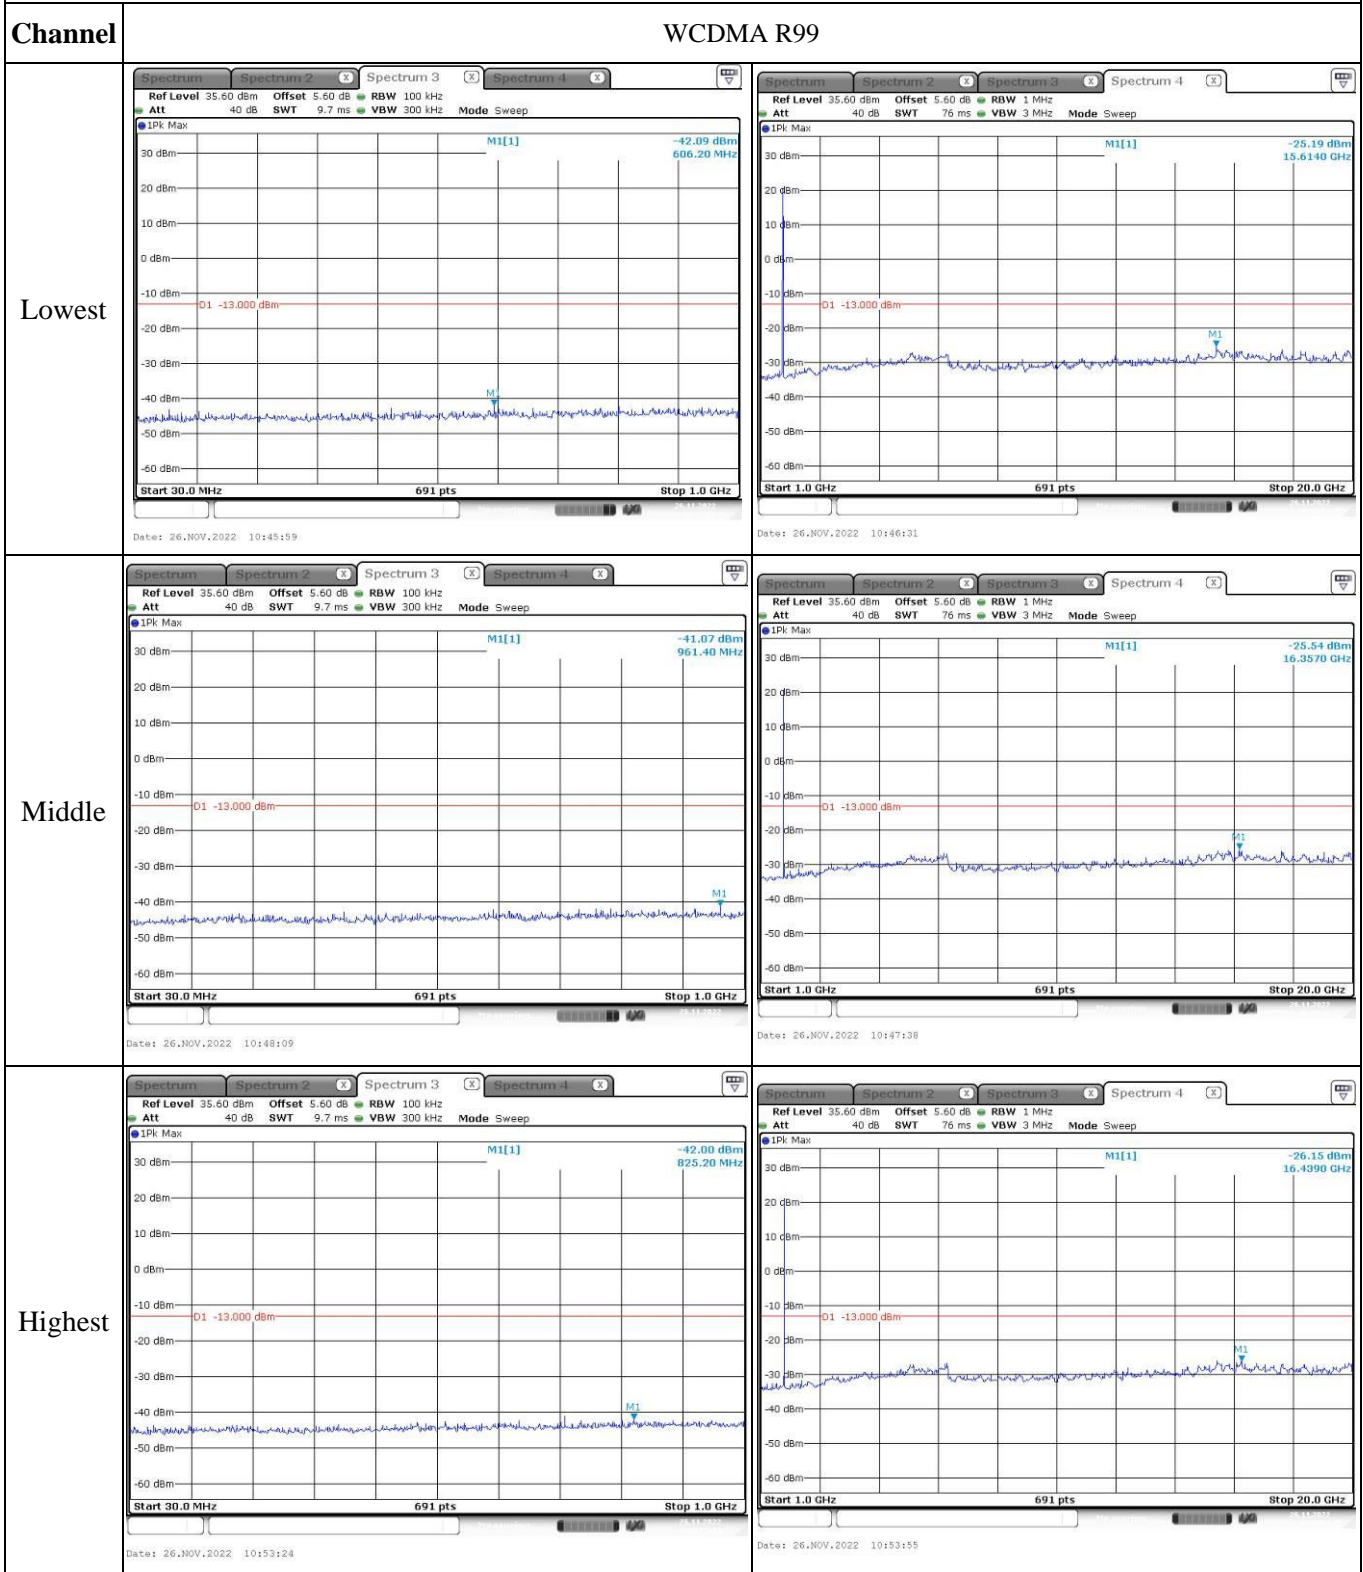 Channel WCDMA R99
Lowest
Spectrum Spectrum 2 X Spectrum 3 X Spectrum 4 X
Ref Level 35.60 dBm Offset 5.60 dB RBW 100 kHz
Att 40 dB SWT 9.7 ms VBW 300 kHz Mode Sweep
1Pk Max
M1[1] -42.09 dBm
606.20 MHz
30 dBm
20 dBm
10 dBm
0 dBm
-10 dBm
D1 -13.000 dBm
-20 dBm
-30 dBm
-40 dBm
M1
-50 dBm
-60 dBm
Start 30.0 MHz 691 pts Stop 1.0 GHz
Date: 26.NOV.2022 10:45:59
Spectrum Spectrum 2 X Spectrum 3 X Spectrum 4 X
Ref Level 35.60 dBm Offset 5.60 dB RBW 1 MHz
Att 40 dB SWT 76 ms VBW 3 MHz Mode Sweep
1Pk Max
M1[1] -25.19 dBm
15.6140 GHz
30 dBm
20 dBm
10 dBm
0 dBm
-10 dBm
D1 -13.000 dBm
-20 dBm
M1
-30 dBm
-40 dBm
-50 dBm
-60 dBm
Start 1.0 GHz 691 pts Stop 20.0 GHz
Date: 26.NOV.2022 10:46:31
Middle
Spectrum Spectrum 2 X Spectrum 3 X Spectrum 4 X
Ref Level 35.60 dBm Offset 5.60 dB RBW 100 kHz
Att 40 dB SWT 9.7 ms VBW 300 kHz Mode Sweep
1Pk Max
M1[1] -41.07 dBm
961.40 MHz
30 dBm
20 dBm
10 dBm
0 dBm
-10 dBm
D1 -13.000 dBm
-20 dBm
-30 dBm
M1
-40 dBm
-50 dBm
-60 dBm
Start 30.0 MHz 691 pts Stop 1.0 GHz
Date: 26.NOV.2022 10:48:09
Spectrum Spectrum 2 X Spectrum 3 X Spectrum 4 X
Ref Level 35.60 dBm Offset 5.60 dB RBW 1 MHz
Att 40 dB SWT 76 ms VBW 3 MHz Mode Sweep
1Pk Max
M1[1] -25.54 dBm
16.3570 GHz
30 dBm
20 dBm
10 dBm
0 dBm
-10 dBm
D1 -13.000 dBm
-20 dBm
M1
-30 dBm
-40 dBm
-50 dBm
-60 dBm
Start 1.0 GHz 691 pts Stop 20.0 GHz
Date: 26.NOV.2022 10:47:38
Highest
Spectrum Spectrum 2 X Spectrum 3 X Spectrum 4 X
Ref Level 35.60 dBm Offset 5.60 dB RBW 100 kHz
Att 40 dB SWT 9.7 ms VBW 300 kHz Mode Sweep
1Pk Max
M1[1] -42.00 dBm
825.20 MHz
30 dBm
20 dBm
10 dBm
0 dBm
-10 dBm
D1 -13.000 dBm
-20 dBm
-30 dBm
-40 dBm
M1
-50 dBm
-60 dBm
Start 30.0 MHz 691 pts Stop 1.0 GHz
Date: 26.NOV.2022 10:53:24
Spectrum Spectrum 2 X Spectrum 3 X Spectrum 4 X
Ref Level 35.60 dBm Offset 5.60 dB RBW 1 MHz
Att 40 dB SWT 76 ms VBW 3 MHz Mode Sweep
1Pk Max
M1[1] -26.15 dBm
16.4390 GHz
30 dBm
20 dBm
10 dBm
0 dBm
-10 dBm
D1 -13.000 dBm
-20 dBm
M1
-30 dBm
-40 dBm
-50 dBm
-60 dBm
Start 1.0 GHz 691 pts Stop 20.0 GHz
Date: 26.NOV.2022 10:53:55